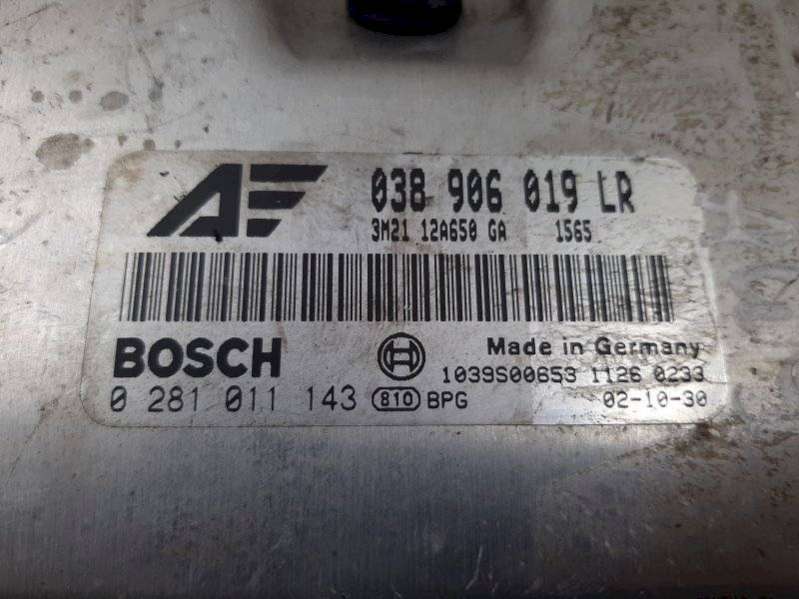 AF 038 906 019 LR
3M21 12A650 GA 1565
BOSCH Made in Germany
1039S00653 1126 0233
0 281 011 143 810 BPG 02-10-30